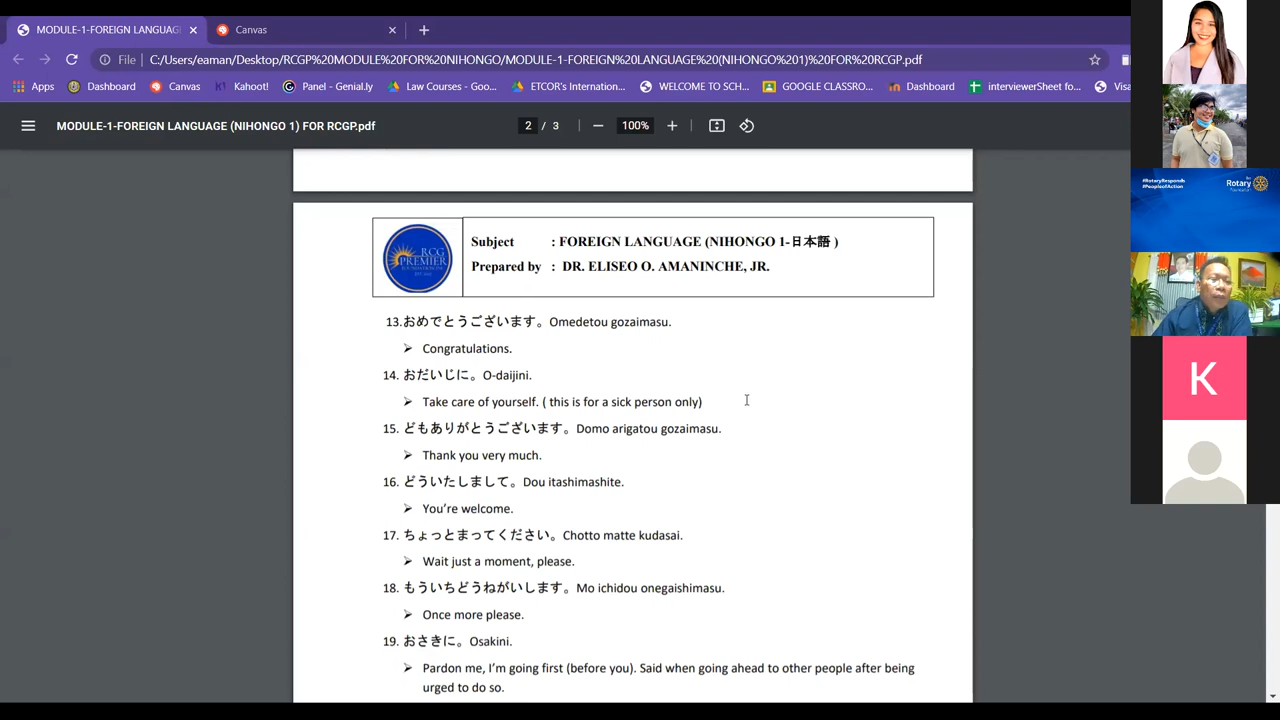 MODULE-1-FOREIGN LANGUAG
Canvas
File
C:/Users/eaman/Desktop/RCGP%20MODULE%20FOR%20NIHONGO/MODULE-1-FOREIGN%20LANGUAGE%20(NIHONGO%201)%20FOR%20RCGP.pdf
Apps
Dashboard
Canvas
Kahoot!
Panel - Genial.ly
Law Courses - Goo...
ETCOR's Internation...
WELCOME TO SCH...
GOOGLE CLASSRO...
Dashboard
interviewerSheet fo...
Visa
MODULE-1-FOREIGN LANGUAGE (NIHONGO 1) FOR RCGP.pdf
2 / 3
100%
RCG
PREMIER
Subject : FOREIGN LANGUAGE (NIHONGO 1-日本語 )
Prepared by : DR. ELISEO O. AMANINCHE, JR.
13.おめでとうございます。Omedetou gozaimasu.
➤ Congratulations.
14. おだいじに。O-daijini.
➤ Take care of yourself. ( this is for a sick person only)
15. どもありがとうございます。Domo arigatou gozaimasu.
➤ Thank you very much.
16. どういたしまして。Dou itashimashite.
➤ You’re welcome.
17. ちょっとまってください。Chotto matte kudasai.
➤ Wait just a moment, please.
18. もういちどうねがいします。Mo ichidou onegaishimasu.
➤ Once more please.
19. おさきに。Osakini.
➤ Pardon me, I’m going first (before you). Said when going ahead to other people after being
urged to do so.
#RotaryResponds
#PeopleofAction
Rotary
K